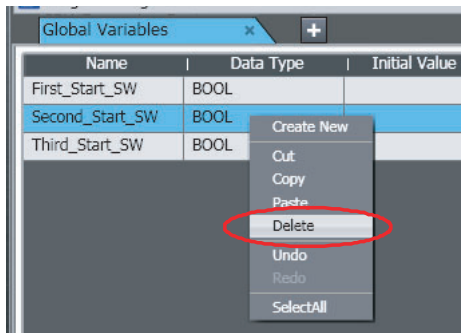 Global Variables × +
Name | Data Type | Initial Value
First_Start_SW BOOL
Second_Start_SW BOOL
Third_Start_SW BOOL
Create New
Cut
Copy
Paste
Delete
Undo
Redo
SelectAll